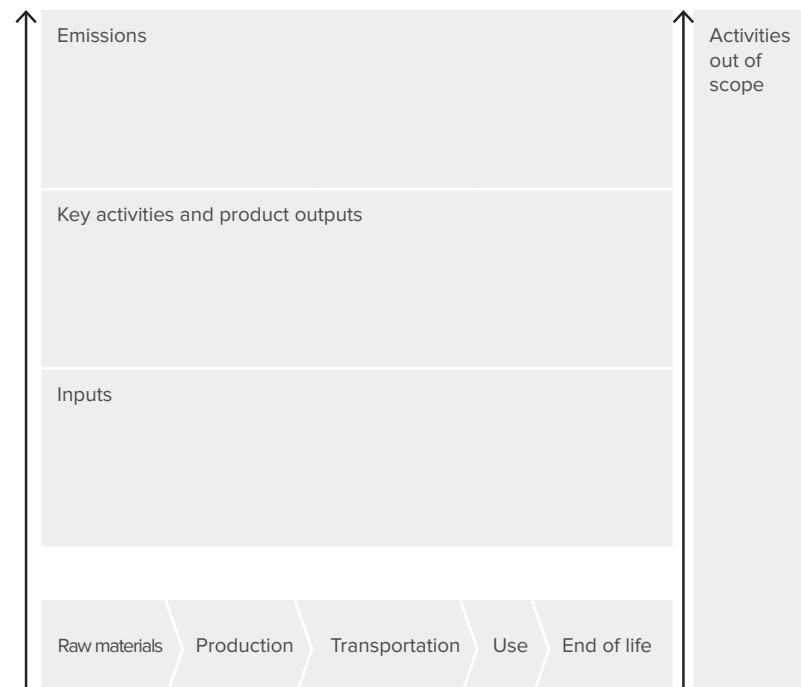 Emissions
Activities
out of
scope
Key activities and product outputs
Inputs
Raw materials
Production
Transportation
Use
End of life